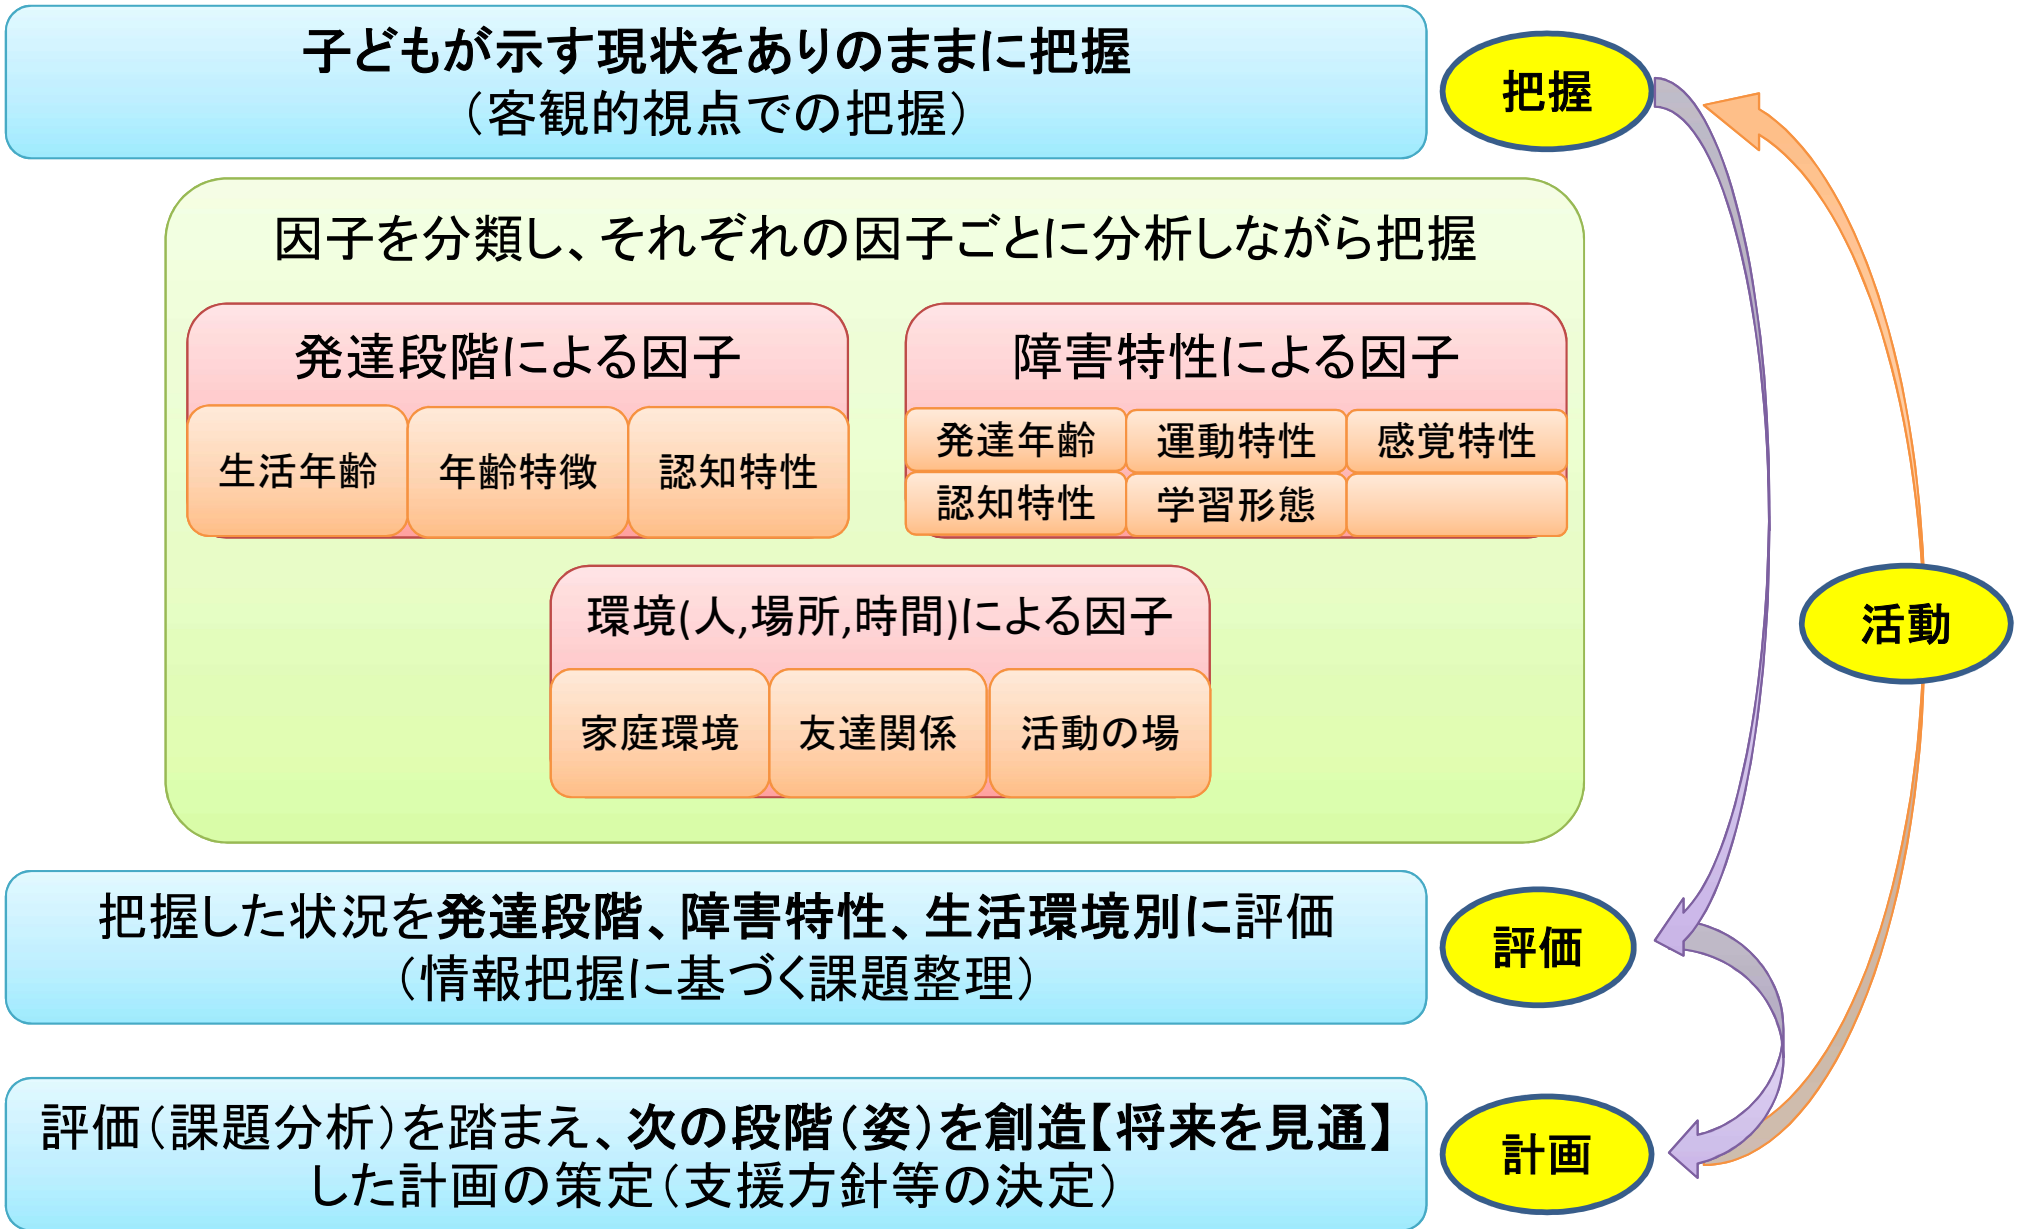 子どもが示す現状をありのままに把握
（客観的視点での把握）
把握
因子を分類し、それぞれの因子ごとに分析しながら把握
発達段階による因子
生活年齢
年齢特徴
認知特性
障害特性による因子
発達年齢
運動特性
感覚特性
認知特性
学習形態
環境(人,場所,時間)による因子
家庭環境
友達関係
活動の場
活動
把握した状況を発達段階、障害特性、生活環境別に評価
（情報把握に基づく課題整理）
評価
評価（課題分析）を踏まえ、次の段階（姿）を創造【将来を見通】
した計画の策定（支援方針等の決定）
計画